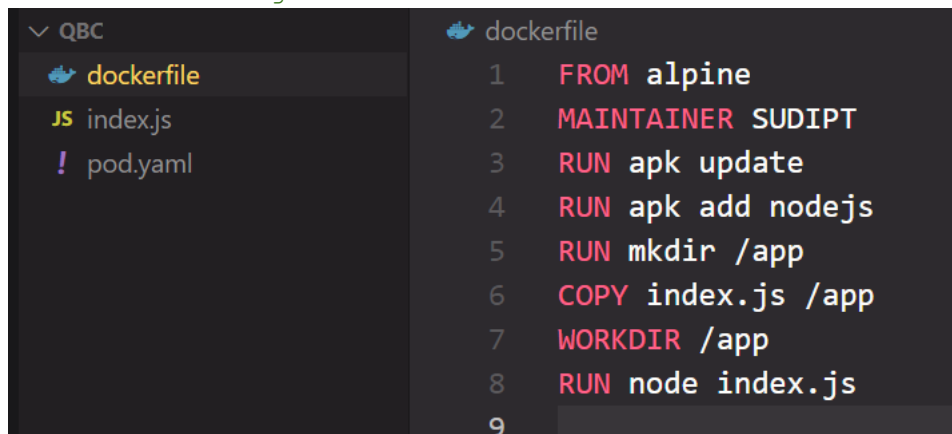 QBC
dockerfile
JS index.js
! pod.yaml
dockerfile
1 FROM alpine
2 MAINTAINER SUDIPT
3 RUN apk update
4 RUN apk add nodejs
5 RUN mkdir /app
6 COPY index.js /app
7 WORKDIR /app
8 RUN node index.js
9